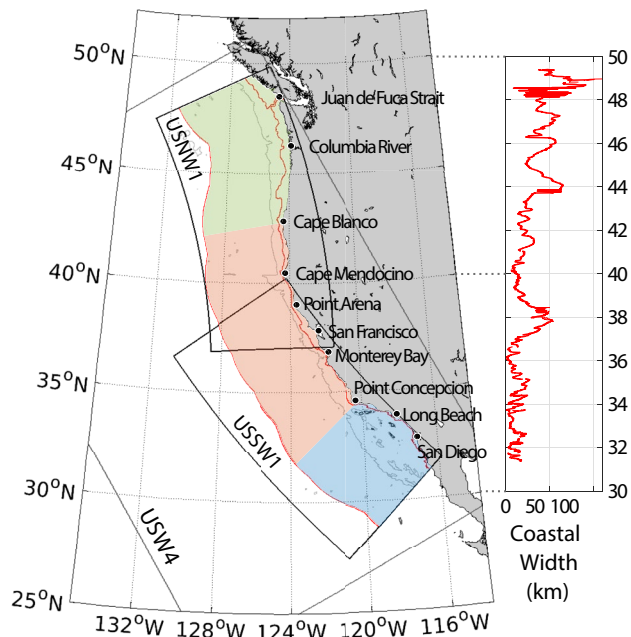 50°N
50
Juan de Fuca Strait
48
USNW1
Columbia River
46
45°N
44
Cape Blanco
42
40°N
Cape Mendocino
40
Point Arena
38
San Francisco
Monterey Bay
36
35°N
Point Concepcion
34
Long Beach
USSW1
San Diego
32
30°N
30
0 50 100
USW4
Coastal
Width
(km)
25°N
132°W 128°W 124°W 120°W 116°W